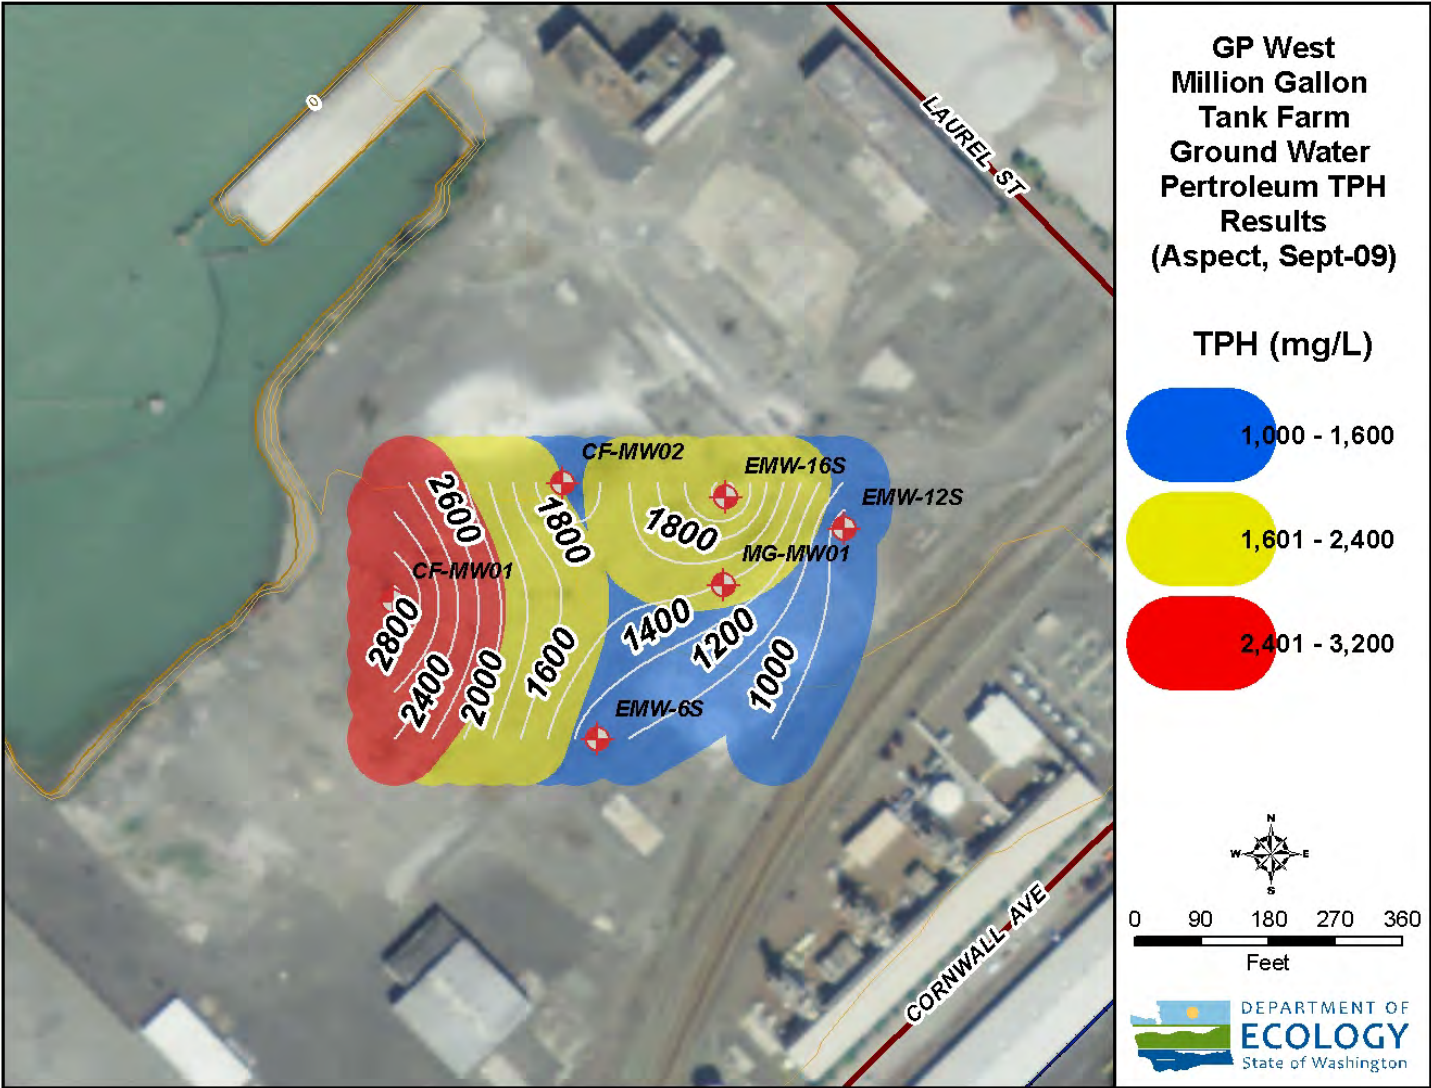 GP West
Million Gallon
Tank Farm
Ground Water
Pertroleum TPH
Results
(Aspect, Sept-09)
TPH (mg/L)
1,000 - 1,600
1,601 - 2,400
2,401 - 3,200
N
W E
S
0 90 180 270 360
Feet
DEPARTMENT OF
ECOLOGY
State of Washington
0
LAUREL ST
CF-MW02
EMW-16S
EMW-12S
2600
1800
1800
MG-MW01
CF-MW01
2800
1400
1200
1600
1000
2400
2000
EMW-6S
CORNWALL AVE